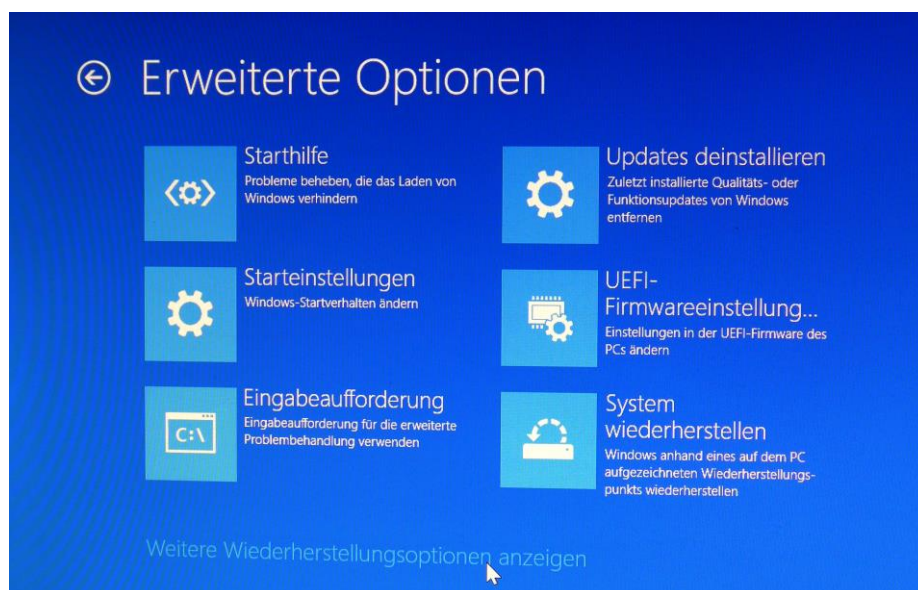 Erweiterte Optionen
Starthilfe
Probleme beheben, die das Laden von
Windows verhindern
Starteinstellungen
Windows-Startverhalten ändern
C:\
Eingabeaufforderung
Eingabeaufforderung für die erweiterte
Problembehandlung verwenden
Updates deinstallieren
Zuletzt installierte Qualitäts- oder
Funktionsupdates von Windows
entfernen
UEFI-
Firmwareeinstellung...
Einstellungen in der UEFI-Firmware des
PCs ändern
System
wiederherstellen
Windows anhand eines auf dem PC
aufgezeichneten Wiederherstellungs-
punkts wiederherstellen
Weitere Wiederherstellungsoptionen anzeigen